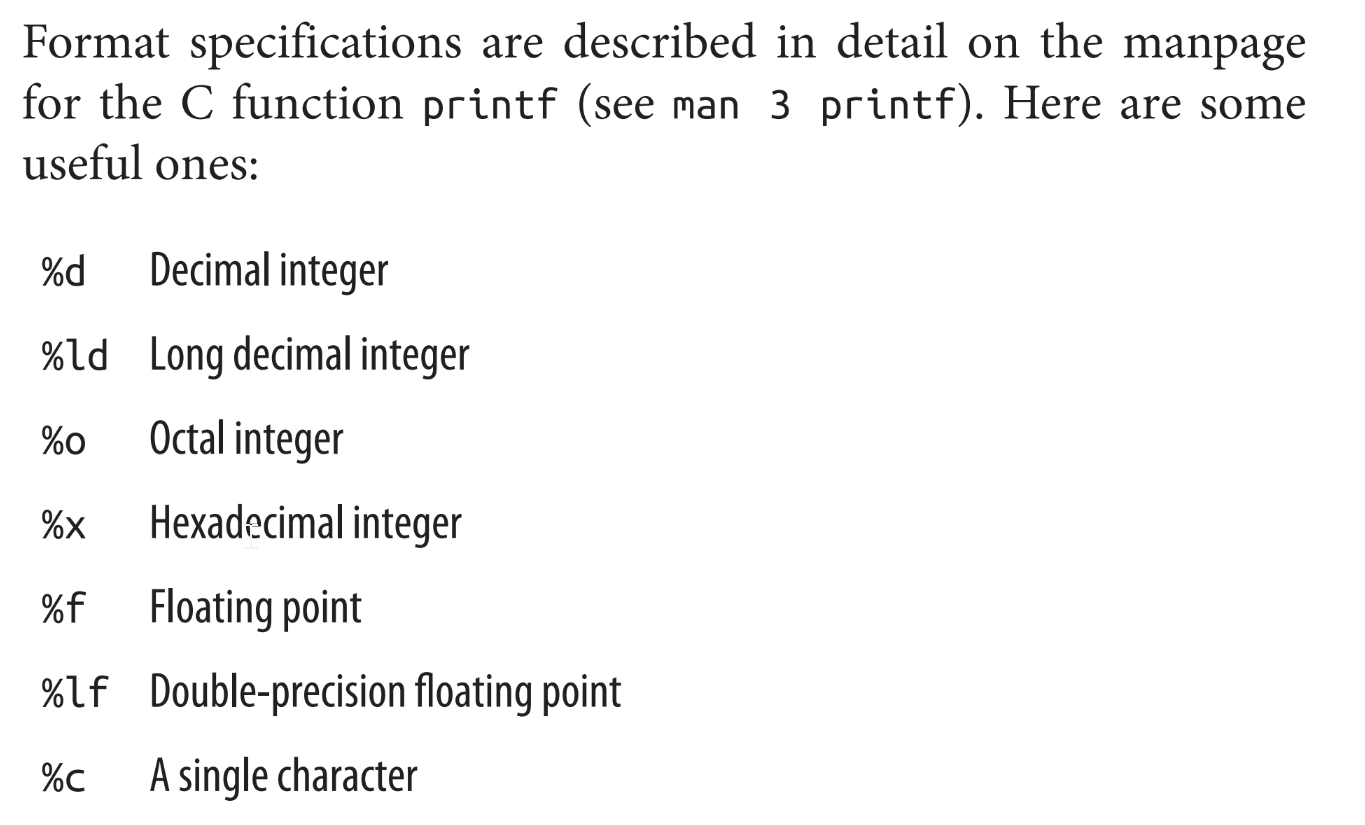 Format specifications are described in detail on the manpage
for the C function printf (see man 3 printf). Here are some
useful ones:
%d Decimal integer
%ld Long decimal integer
%o Octal integer
%x Hexadecimal integer
%f Floating point
%lf Double-precision floating point
%c A single character